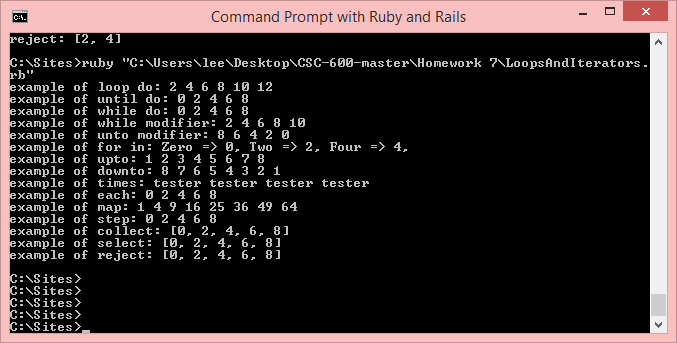 Command Prompt with Ruby and Rails
reject: [2, 4]
C:\Sites>ruby "C:\Users\lee\Desktop\CSC-600-master\Homework 7\LoopsAndIterators.
rb"
example of loop do: 2 4 6 8 10 12
example of until do: 0 2 4 6 8
example of while do: 0 2 4 6 8
example of while modifier: 2 4 6 8 10
example of unto modifier: 8 6 4 2 0
example of for in: Zero => 0, Two => 2, Four => 4,
example of upto: 1 2 3 4 5 6 7 8
example of downto: 8 7 6 5 4 3 2 1
example of times: tester tester tester tester
example of each: 0 2 4 6 8
example of map: 1 4 9 16 25 36 49 64
example of step: 0 2 4 6 8
example of collect: [0, 2, 4, 6, 8]
example of select: [0, 2, 4, 6, 8]
example of reject: [0, 2, 4, 6, 8]
C:\Sites>
C:\Sites>
C:\Sites>
C:\Sites>
C:\Sites>_